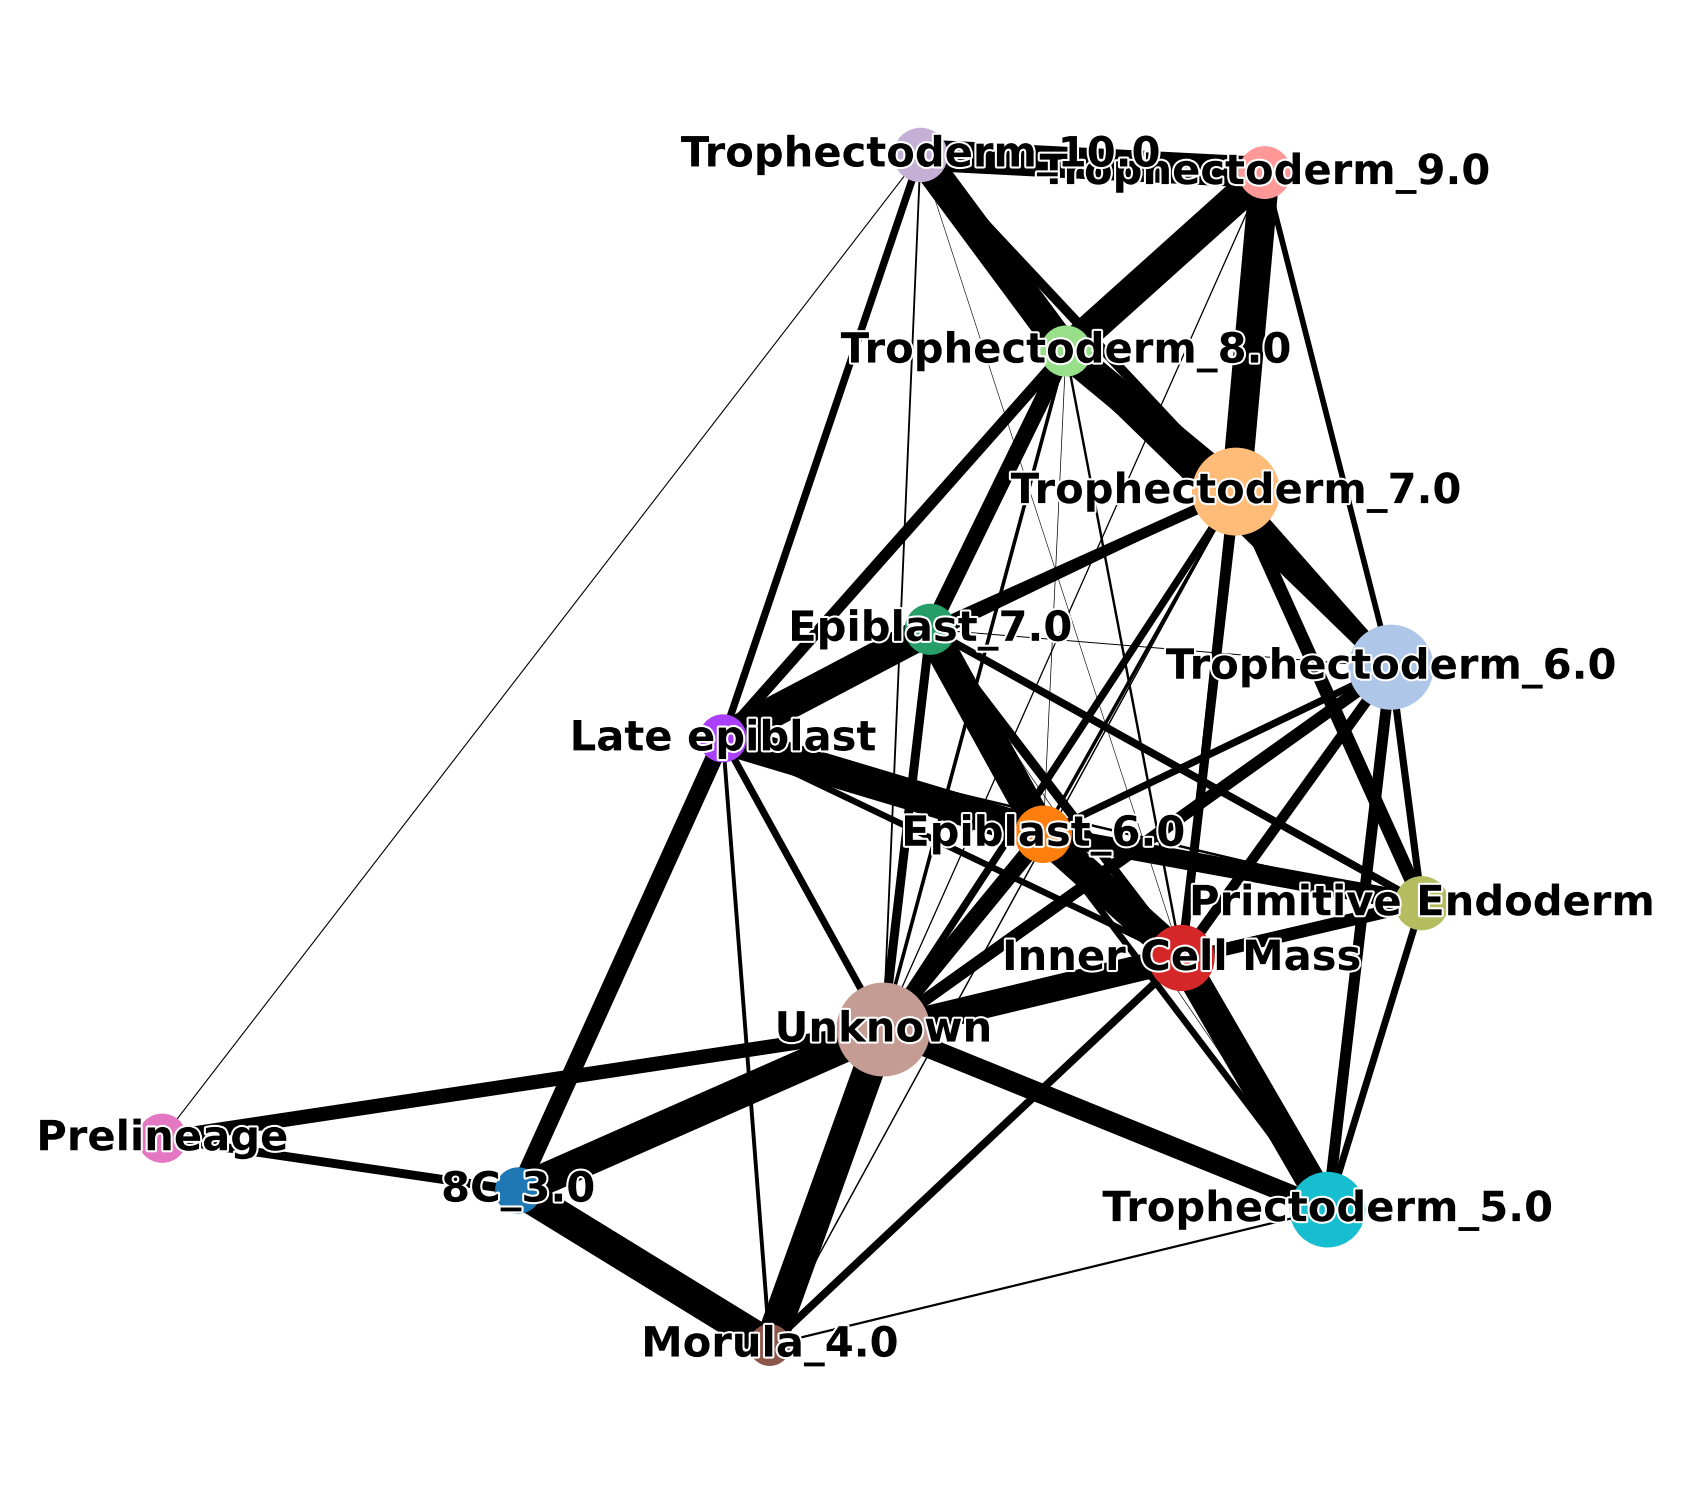 Trophectoderm_10.0
Trophectoderm_9.0
Trophectoderm_8.0
Trophectoderm_7.0
Epiblast_7.0
Trophectoderm_6.0
Late epiblast
Epiblast_6.0
Primitive Endoderm
Inner Cell Mass
Unknown
Prelineage
8C_3.0
Trophectoderm_5.0
Morula_4.0